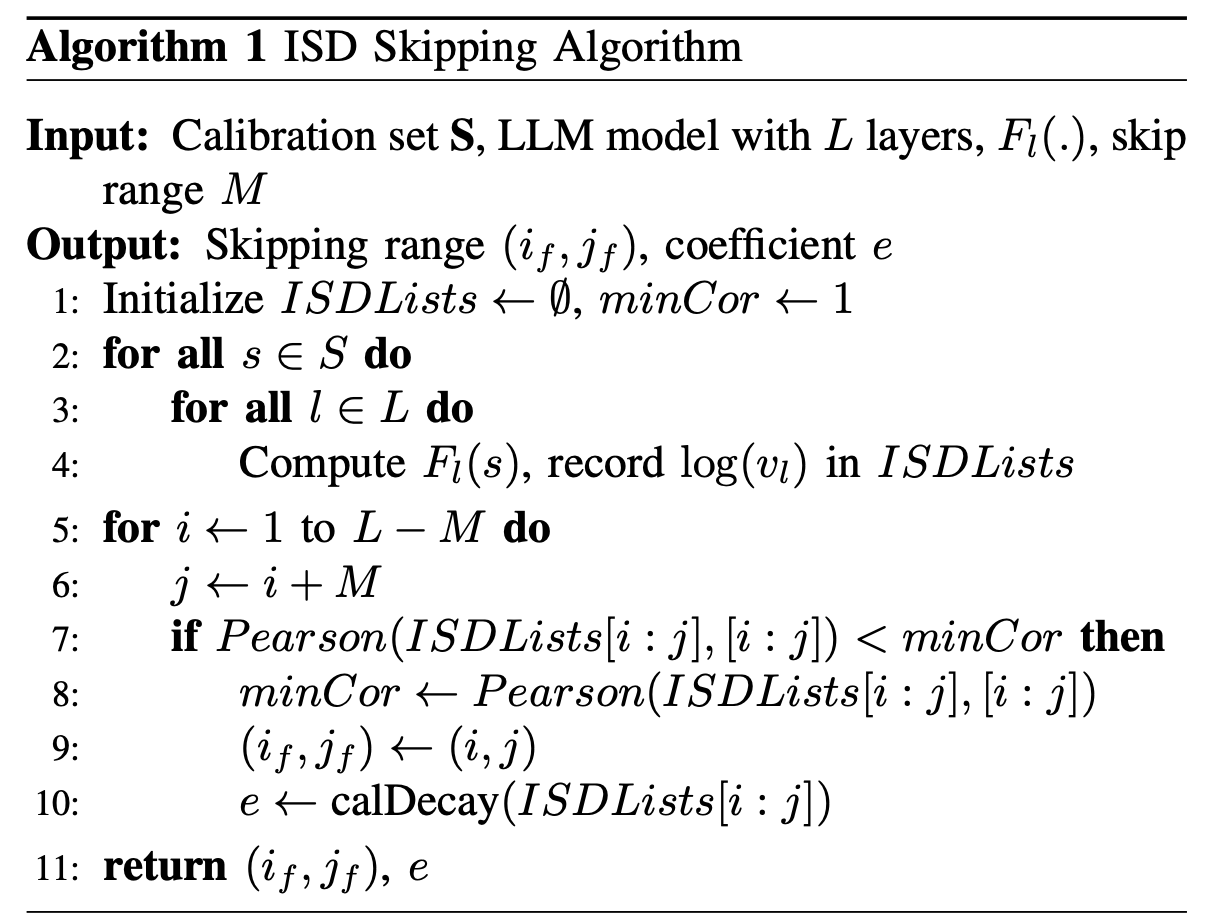 Algorithm 1 ISD Skipping Algorithm
Input: Calibration set S, LLM model with L layers, F_l(.), skip
range M
Output: Skipping range (i_f, j_f), coefficient e
1: Initialize ISDLists ← ∅, minCor ← 1
2: for all s ∈ S do
3: for all l ∈ L do
4: Compute F_l(s), record log(v_l) in ISDLists
5: for i ← 1 to L − M do
6: j ← i + M
7: if Pearson(ISDLists[i : j], [i : j]) < minCor then
8: minCor ← Pearson(ISDLists[i : j], [i : j])
9: (i_f, j_f) ← (i, j)
10: e ← calDecay(ISDLists[i : j])
11: return (i_f, j_f), e